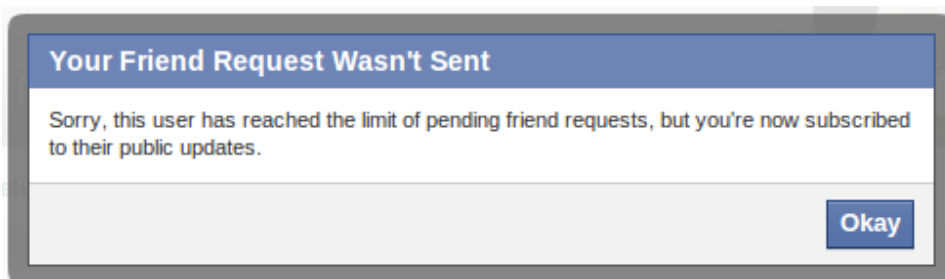 Your Friend Request Wasn't Sent
Sorry, this user has reached the limit of pending friend requests, but you're now subscribed
to their public updates.
Okay